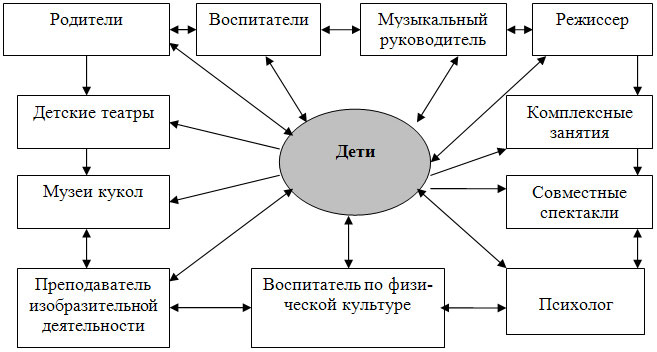 Родители
Воспитатели
Музыкальный
руководитель
Режиссер
Детские театры
Комплексные
занятия
Дети
Музеи кукол
Совместные
спектакли
Преподаватель
изобразительной
деятельности
Воспитатель по физи-
ческой культуре
Психолог